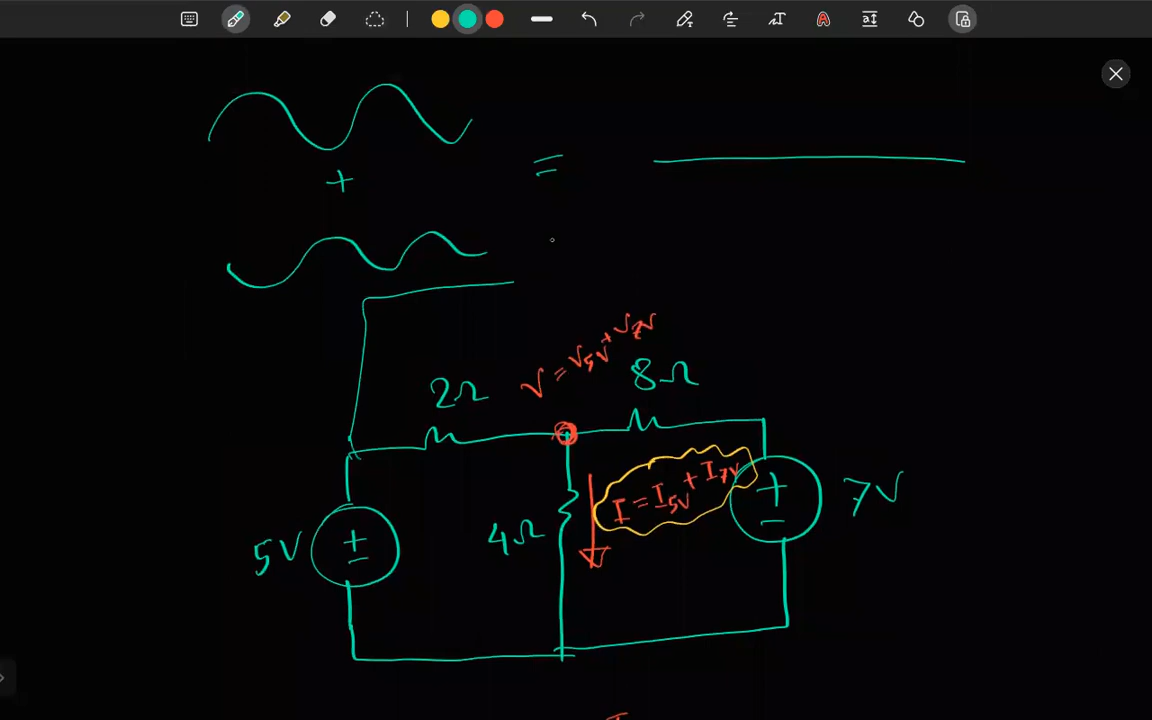 +
=
V = V5V + V7V
2Ω
8Ω
I = I5V + I7V
+
−
7V
4Ω
5V
+
−